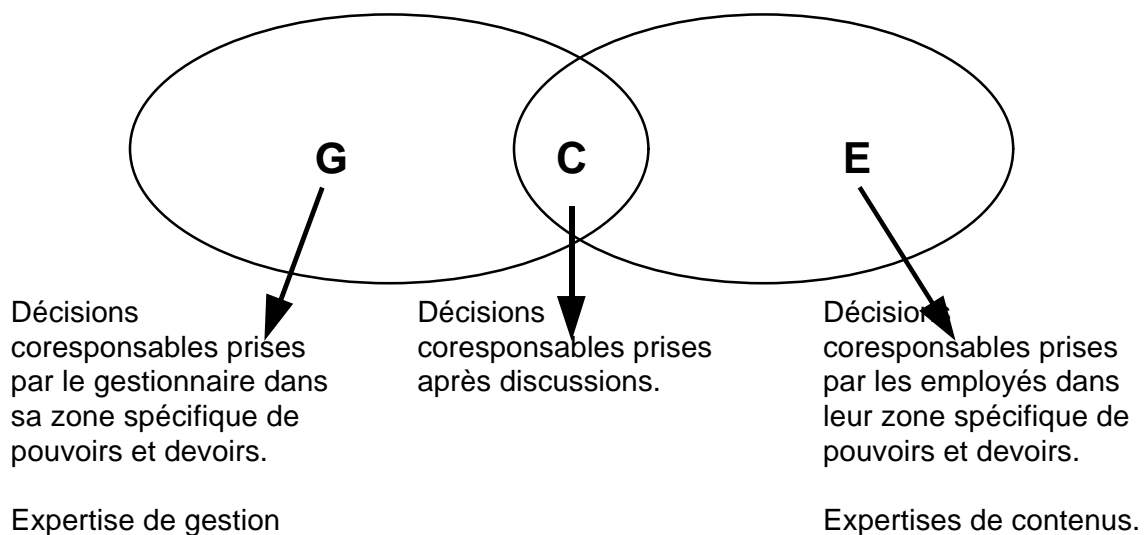 G
C
E
Décisions
coresponsables prises
par le gestionnaire dans
sa zone spécifique de
pouvoirs et devoirs.
Expertise de gestion
Décisions
coresponsables prises
après discussions.
Décisions
coresponsables prises
par les employés dans
leur zone spécifique de
pouvoirs et devoirs.
Expertises de contenus.